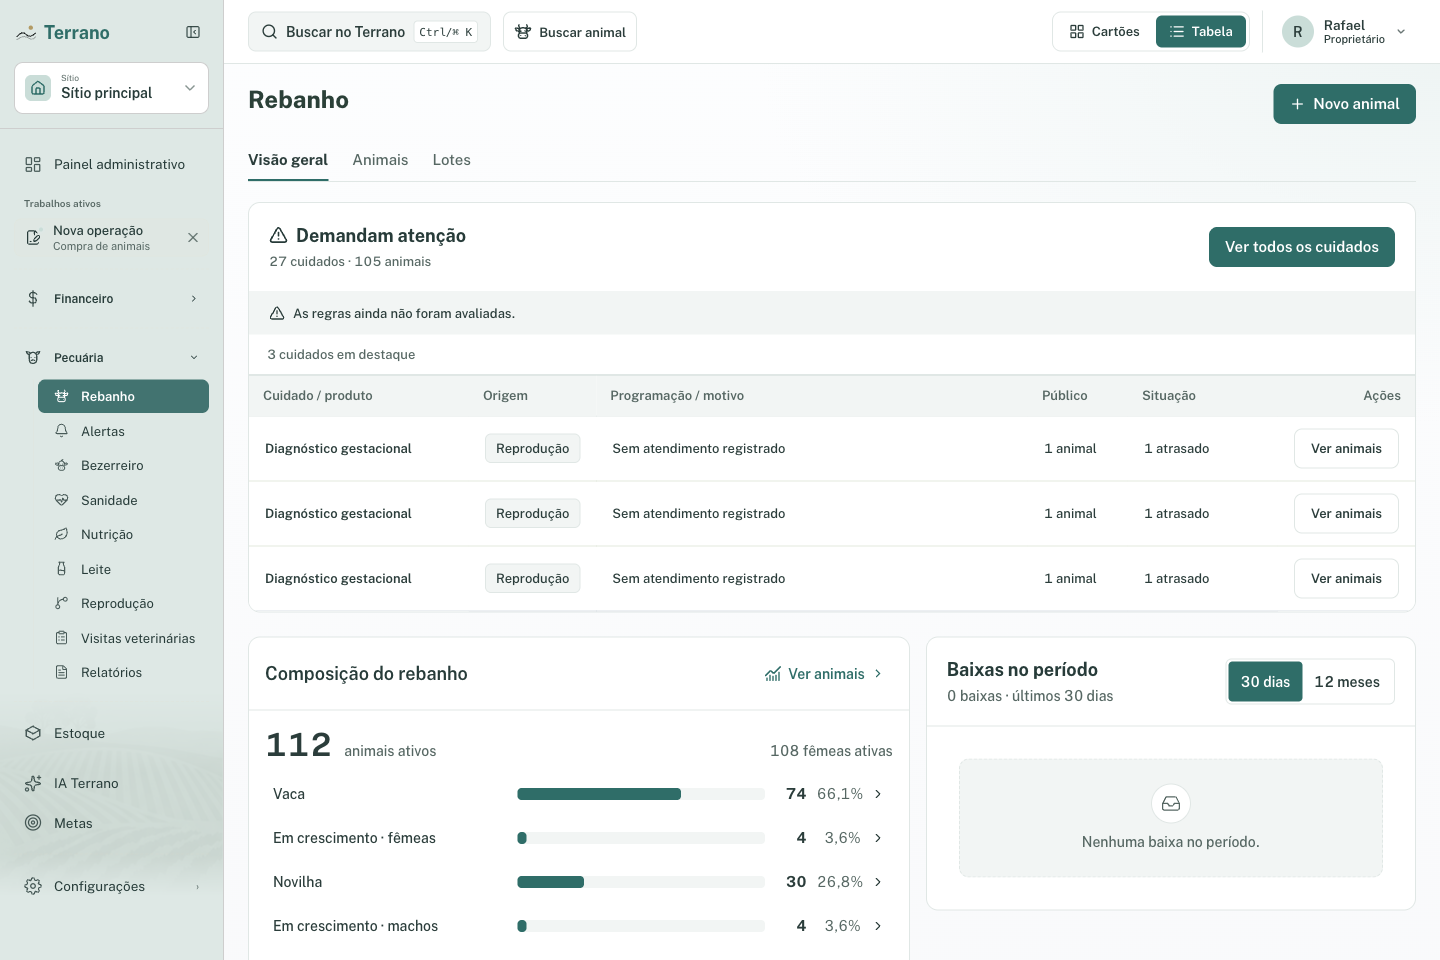 Terrano
Sítio
Sítio principal
Painel administrativo
Trabalhos ativos
Nova operação
Compra de animais
Financeiro
Pecuária
Rebanho
Alertas
Bezerreiro
Sanidade
Nutrição
Leite
Reprodução
Visitas veterinárias
Relatórios
Estoque
IA Terrano
Metas
Configurações
Buscar no Terrano Ctrl/⌘ K
Buscar animal
Cartões
Tabela
R
Rafael
Proprietário
Rebanho
Novo animal
Visão geral Animais Lotes
Demandam atenção
27 cuidados · 105 animais
Ver todos os cuidados
As regras ainda não foram avaliadas.
3 cuidados em destaque
Cuidado / produto Origem Programação / motivo Público Situação Ações
Diagnóstico gestacional Reprodução Sem atendimento registrado 1 animal 1 atrasado Ver animais
Diagnóstico gestacional Reprodução Sem atendimento registrado 1 animal 1 atrasado Ver animais
Diagnóstico gestacional Reprodução Sem atendimento registrado 1 animal 1 atrasado Ver animais
Composição do rebanho
Ver animais
112 animais ativos 108 fêmeas ativas
Vaca 74 66,1%
Em crescimento · fêmeas 4 3,6%
Novilha 30 26,8%
Em crescimento · machos 4 3,6%
Baixas no período
0 baixas · últimos 30 dias
30 dias 12 meses
Nenhuma baixa no período.